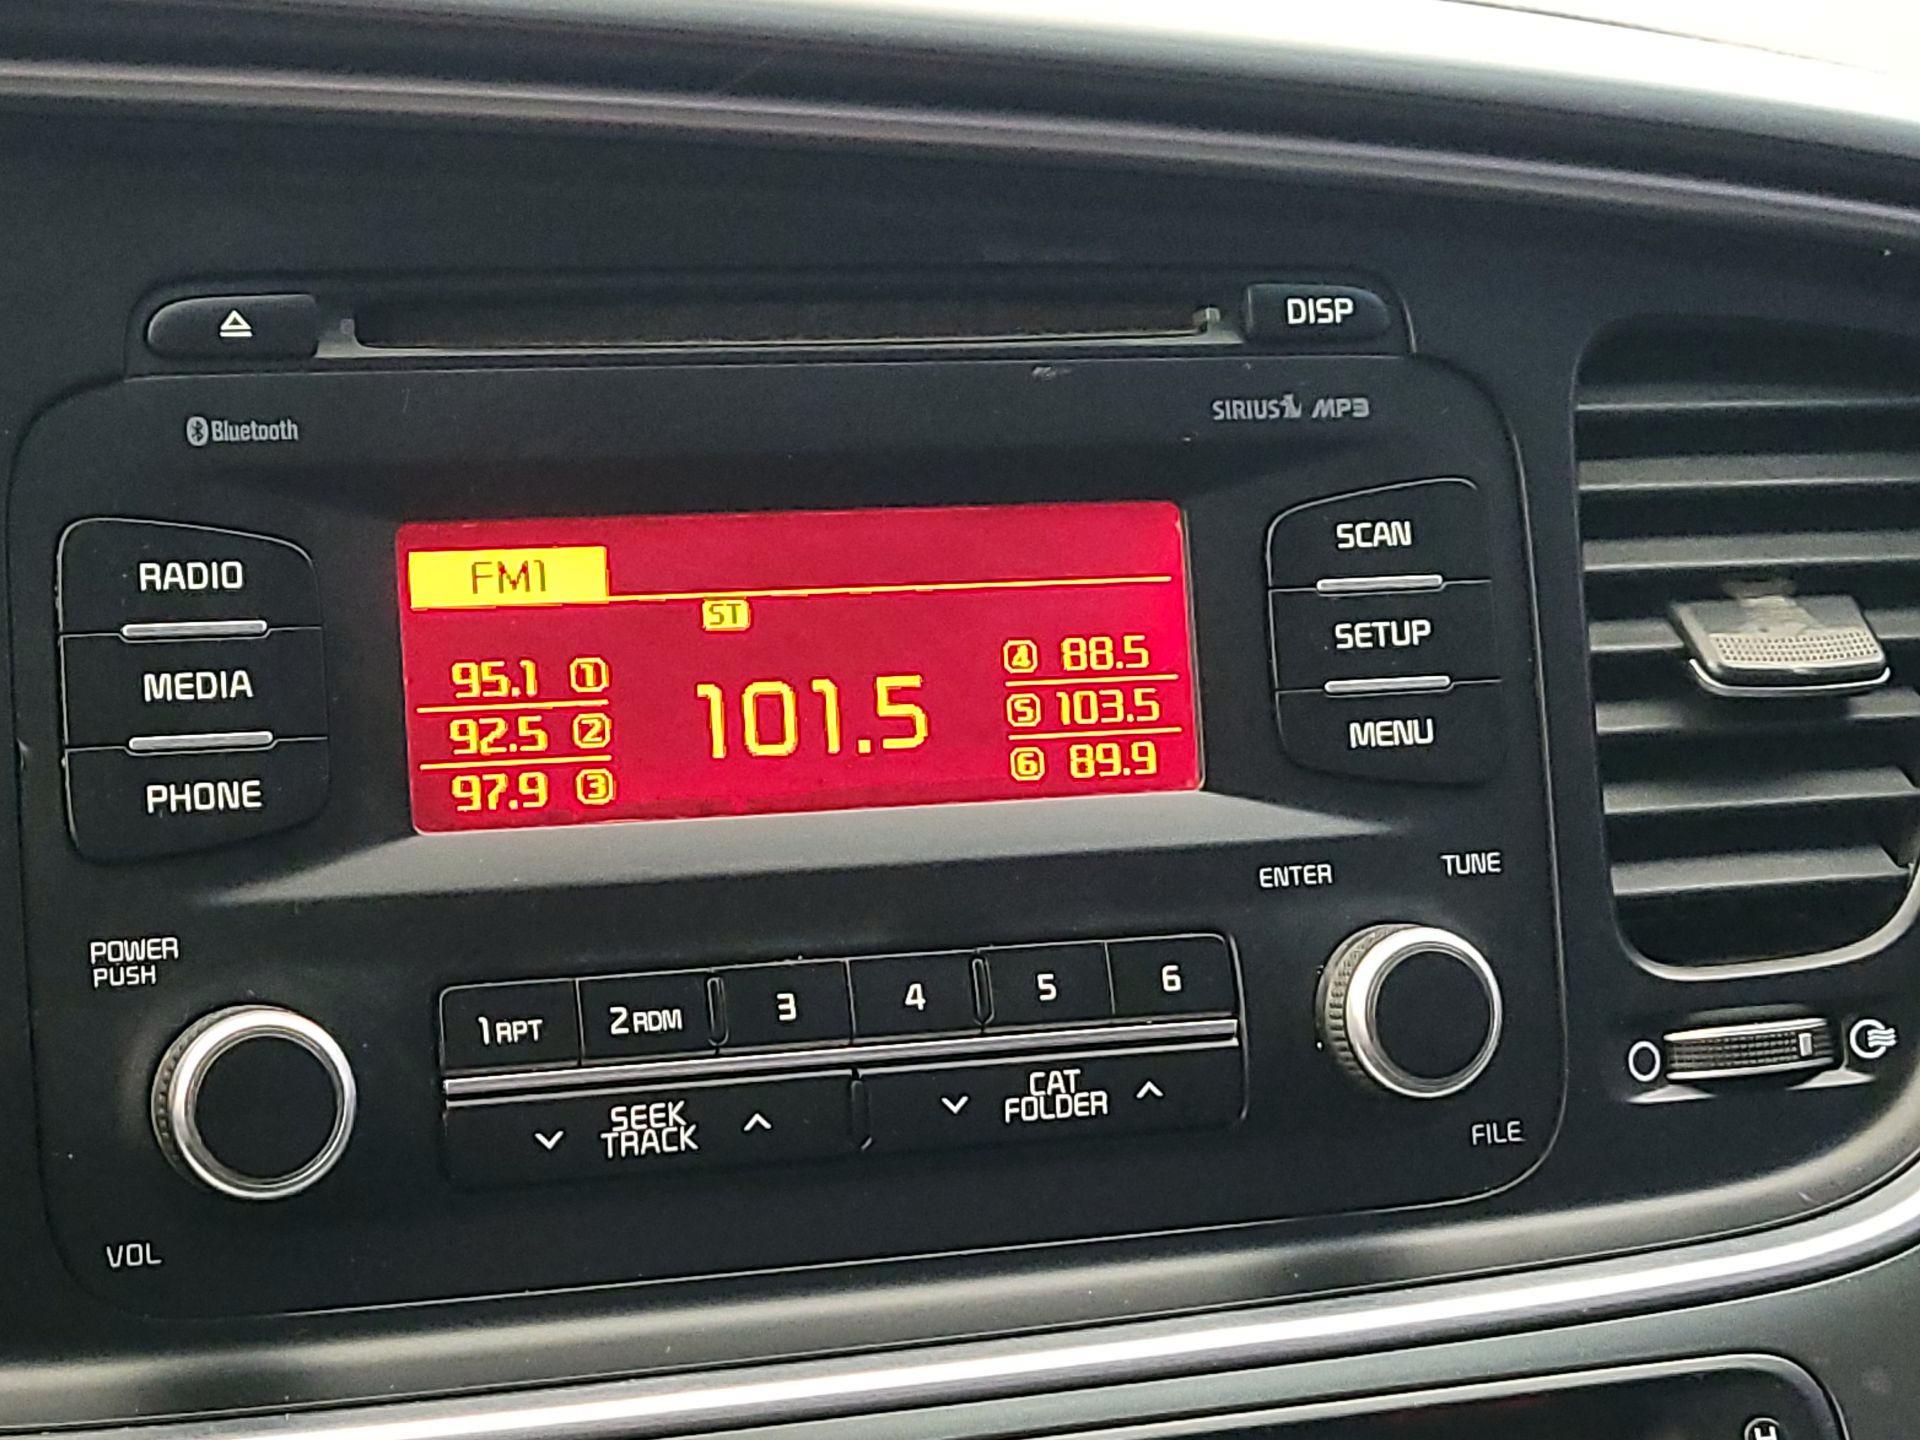 DISP
Bluetooth
SIRIUS MP3
RADIO
MEDIA
PHONE
FM1
ST
95.1 1
92.5 2
97.9 3
101.5
4 88.5
5 103.5
6 89.9
SCAN
SETUP
MENU
POWER
PUSH
VOL
1 RPT
2 RDM
3
4
5
6
SEEK
TRACK
CAT
FOLDER
ENTER
TUNE
FILE